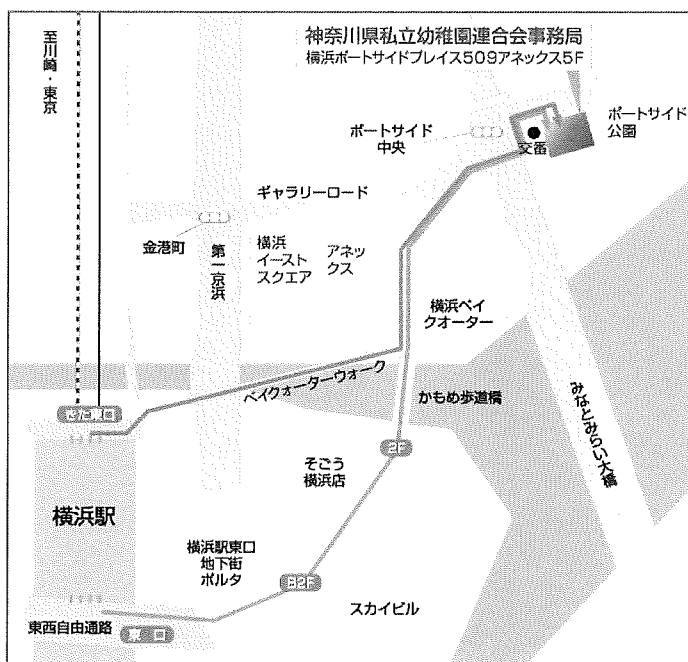 至川崎・東京
神奈川県私立幼稚園連合会事務局
横浜ポートサイドプレイス509アネックス5F
ポートサイド
公園
ポートサイド
中央
交番
ギャラリーロード
金港町
第一京浜
横浜
イースト
スクエア
アネッ
クス
横浜ベイ
クオーター
ベイクォーターウォーク
かもめ歩道橋
みなとみらい大橋
きた東口
2F
そごう
横浜店
横浜駅
横浜駅東口
地下街
ポルタ
B2F
スカイビル
東西自由通路
東 口